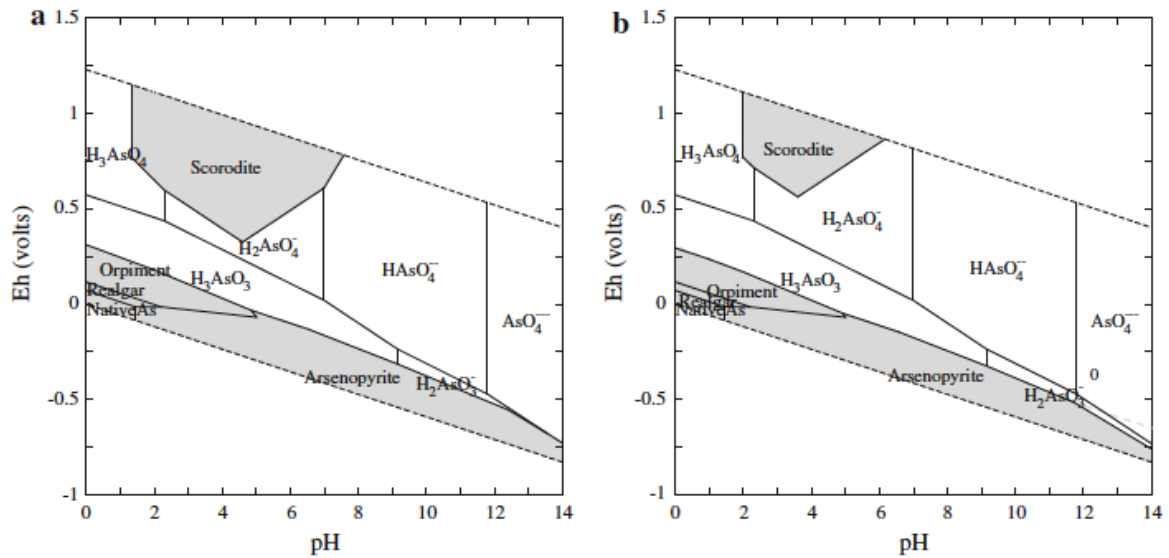 a
1.5
1
0.5
0
-0.5
-1
Eh (volts)
H₃AsO₄
Scorodite
H₂AsO₄⁻
HAsO₄⁻⁻
AsO₄⁻⁻⁻
Orpiment
H₃AsO₃
Realgar
NativeAs
Arsenopyrite
H₂AsO₃⁻
0 2 4 6 8 10 12 14
pH
b
1.5
1
0.5
0
-0.5
-1
Eh (volts)
H₃AsO₄
Scorodite
H₂AsO₄⁻
HAsO₄⁻⁻
AsO₄⁻⁻⁻
H₃AsO₃
Orpiment
Realgar
NativeAs
Arsenopyrite
0
H₂AsO₃⁻
0 2 4 6 8 10 12 14
pH